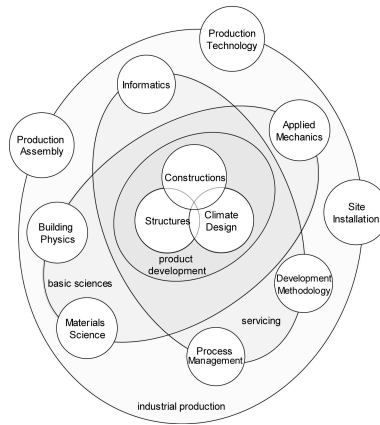 Production
Technology
Informatics
Applied
Mechanics
Production
Assembly
Constructions
Site
Installation
Structures
Climate
Design
Building
Physics
product
development
basic sciences
Development
Methodology
Materials
Science
servicing
Process
Management
industrial production